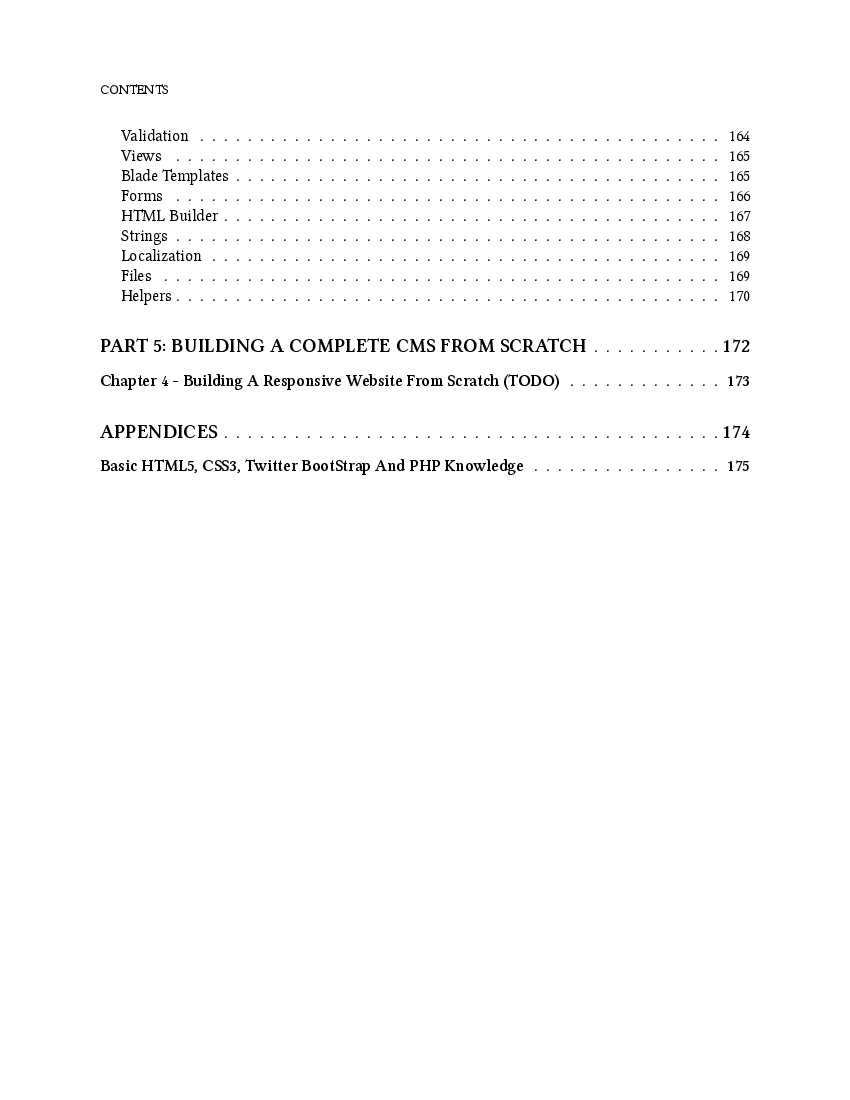 CONTENTS
Validation . . . . . . . . . . . . . . . . . . . . . . . . . . . . . . . . . . . . . . . . . . . . 164
Views . . . . . . . . . . . . . . . . . . . . . . . . . . . . . . . . . . . . . . . . . . . . . . 165
Blade Templates . . . . . . . . . . . . . . . . . . . . . . . . . . . . . . . . . . . . . . . . . 165
Forms . . . . . . . . . . . . . . . . . . . . . . . . . . . . . . . . . . . . . . . . . . . . . . 166
HTML Builder . . . . . . . . . . . . . . . . . . . . . . . . . . . . . . . . . . . . . . . . . . 167
Strings . . . . . . . . . . . . . . . . . . . . . . . . . . . . . . . . . . . . . . . . . . . . . . 168
Localization . . . . . . . . . . . . . . . . . . . . . . . . . . . . . . . . . . . . . . . . . . . 169
Files . . . . . . . . . . . . . . . . . . . . . . . . . . . . . . . . . . . . . . . . . . . . . . . 169
Helpers . . . . . . . . . . . . . . . . . . . . . . . . . . . . . . . . . . . . . . . . . . . . . . 170
PART 5: BUILDING A COMPLETE CMS FROM SCRATCH . . . . . . . . . . . 172
Chapter 4 - Building A Responsive Website From Scratch (TODO) . . . . . . . . . . . . . 173
APPENDICES . . . . . . . . . . . . . . . . . . . . . . . . . . . . . . . . . . . . . . . . . . 174
Basic HTML5, CSS3, Twitter BootStrap And PHP Knowledge . . . . . . . . . . . . . . . . 175